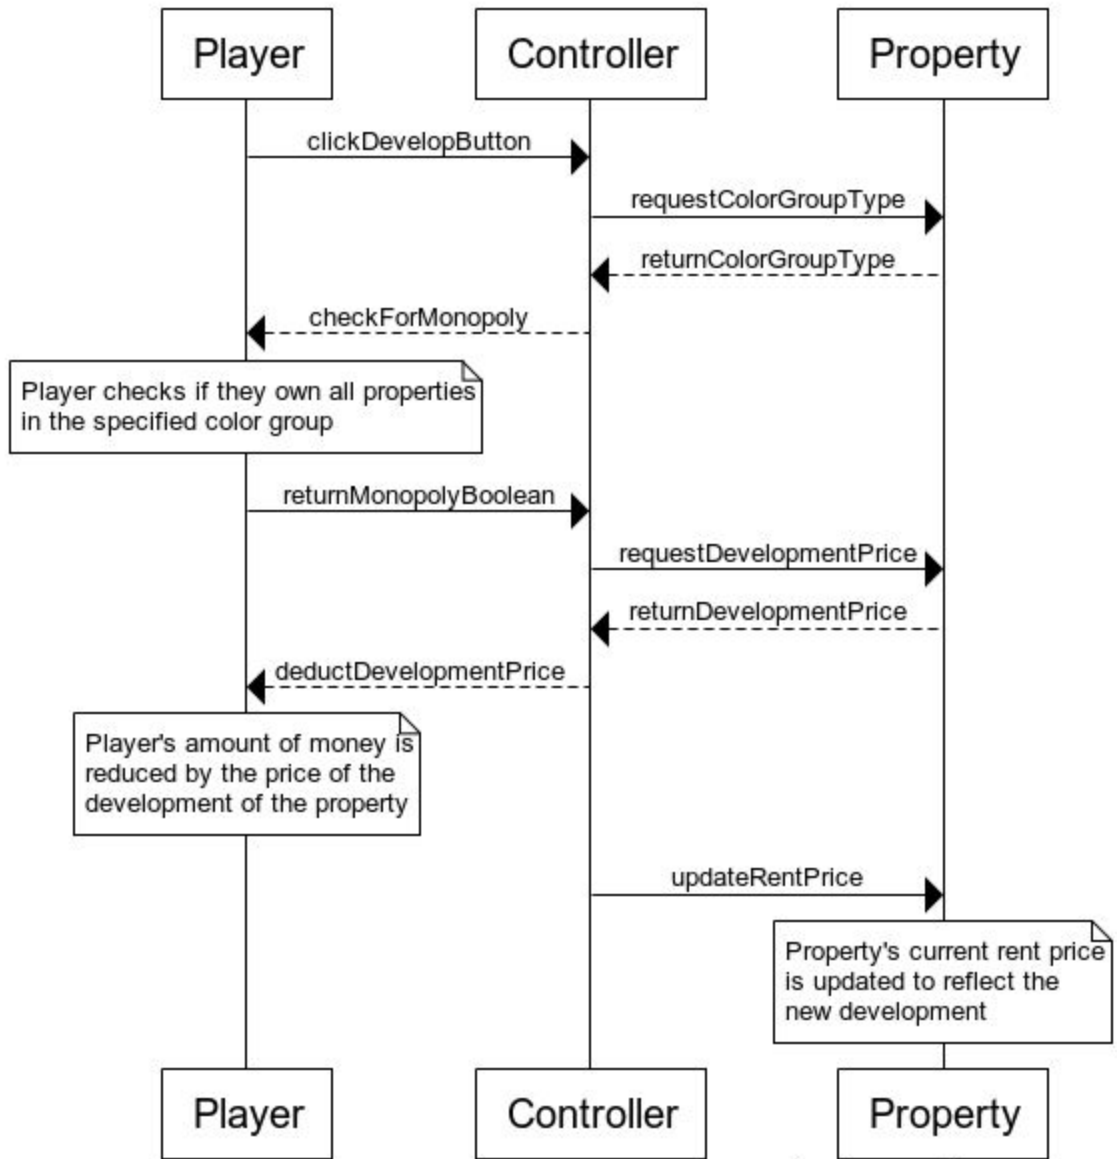 Player
Controller
Property
clickDevelopButton
requestColorGroupType
returnColorGroupType
checkForMonopoly
Player checks if they own all properties
in the specified color group
returnMonopolyBoolean
requestDevelopmentPrice
returnDevelopmentPrice
deductDevelopmentPrice
Player's amount of money is
reduced by the price of the
development of the property
updateRentPrice
Property's current rent price
is updated to reflect the
new development
Player
Controller
Property